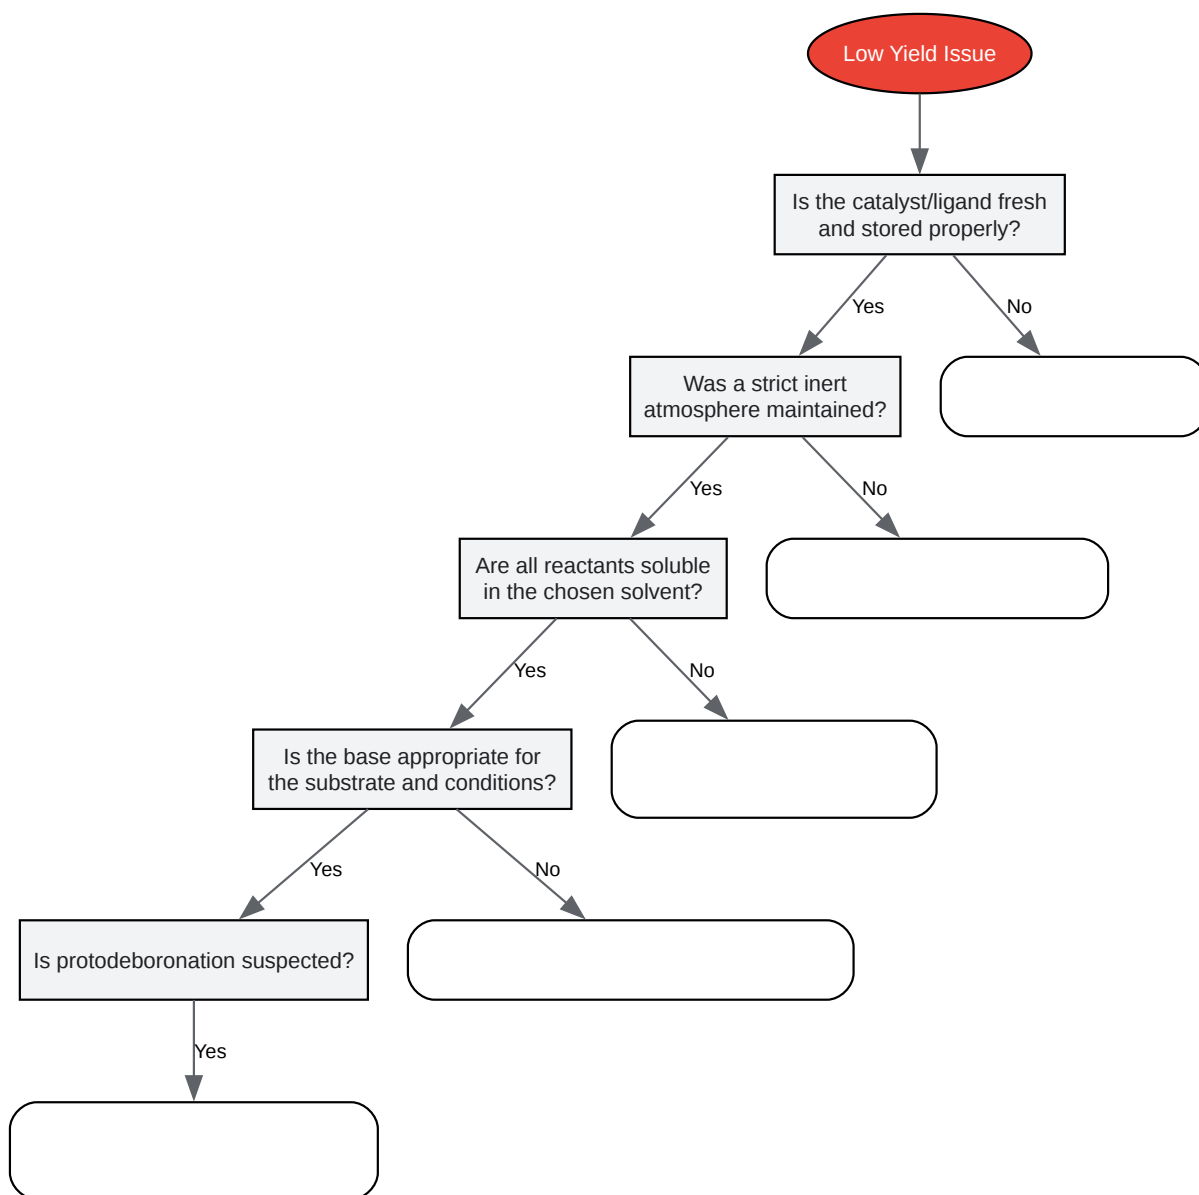 Low Yield Issue
Is the catalyst/ligand fresh
and stored properly?
Yes
No
Was a strict inert
atmosphere maintained?
Yes
No
Are all reactants soluble
in the chosen solvent?
Yes
No
Is the base appropriate for
the substrate and conditions?
Yes
No
Is protodeboronation suspected?
Yes